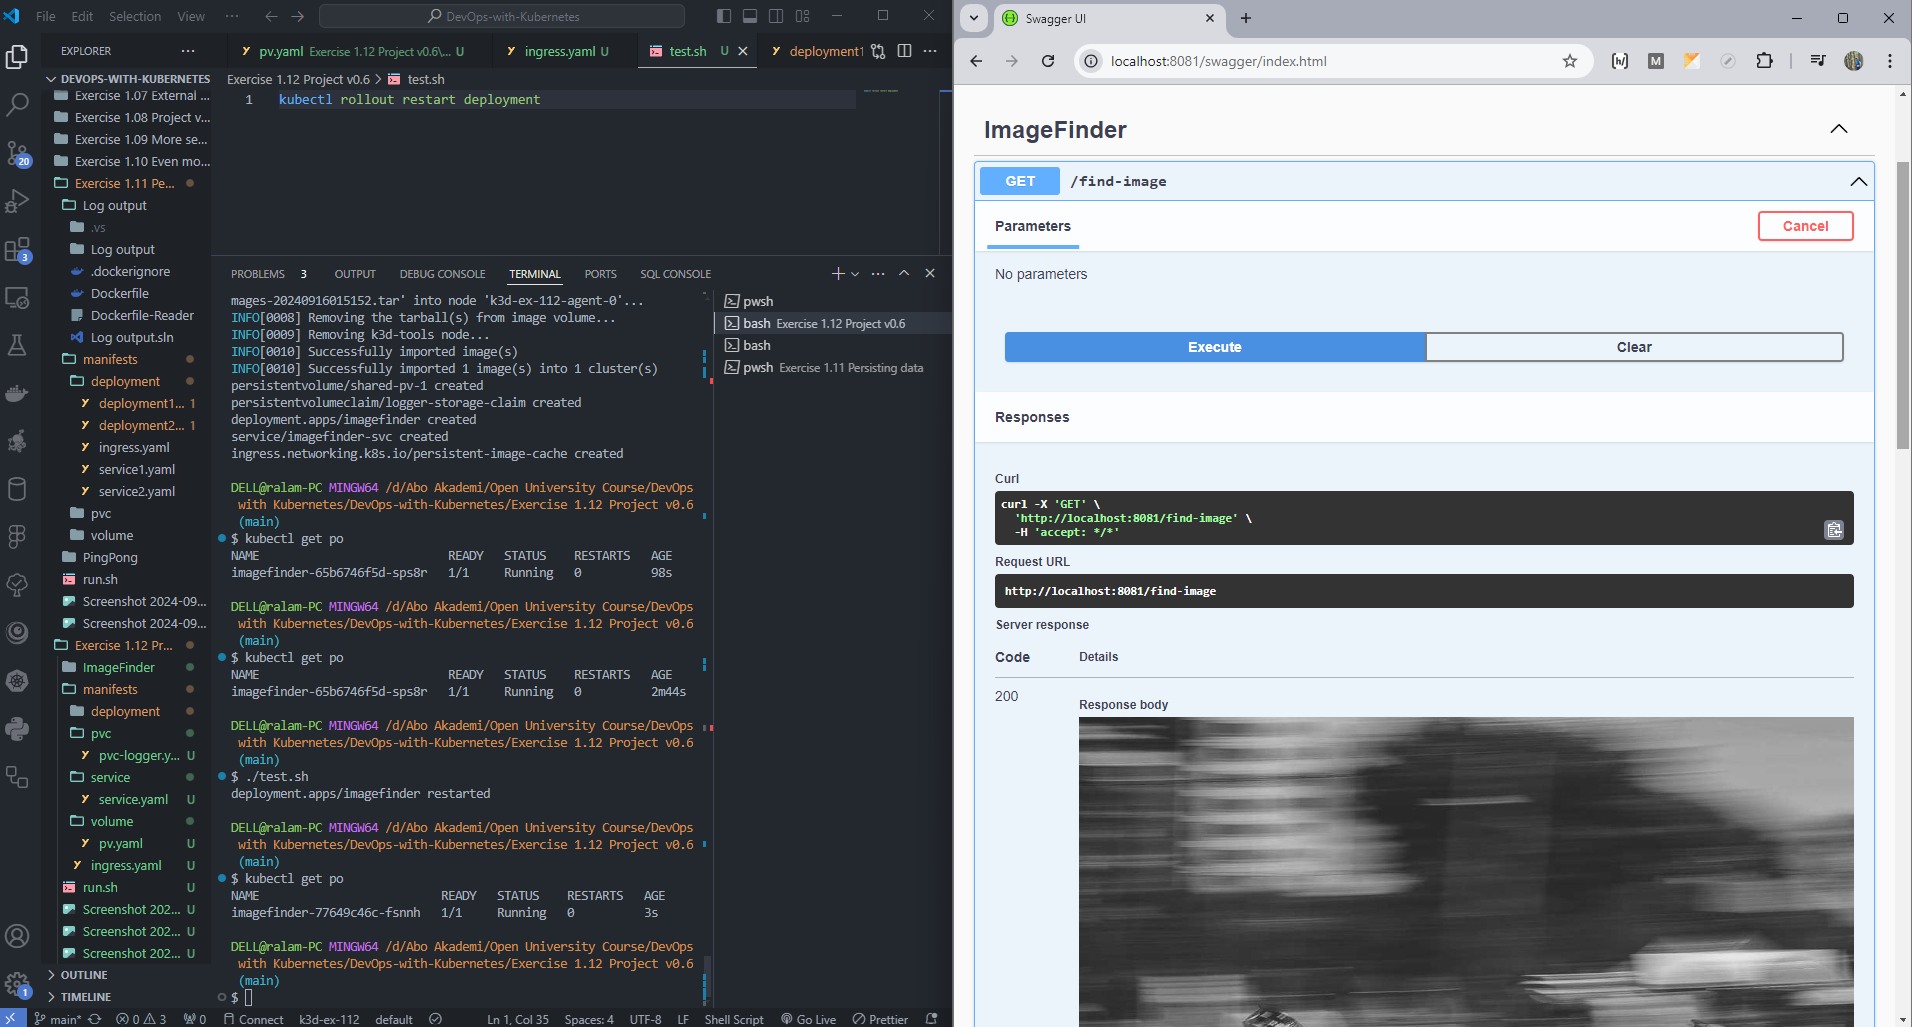 File Edit Selection View ··· DevOps-with-Kubernetes
EXPLORER ···
DEVOPS-WITH-KUBERNETES
Exercise 1.07 External ...
Exercise 1.08 Project v...
Exercise 1.09 More se...
Exercise 1.10 Even mo...
Exercise 1.11 Pe...
Log output
.vs
Log output
.dockerignore
Dockerfile
Dockerfile-Reader
Log output.sln
manifests
deployment
deployment1... 1
deployment2... 1
ingress.yaml
service1.yaml
service2.yaml
pvc
volume
PingPong
run.sh
Screenshot 2024-09...
Screenshot 2024-09...
Exercise 1.12 Pr...
ImageFinder
manifests
deployment
pvc
pvc-logger.y... U
service
service.yaml U
volume
pv.yaml U
ingress.yaml U
run.sh U
Screenshot 202... U
Screenshot 202... U
Screenshot 202... U
OUTLINE
TIMELINE
20
3
1
pv.yaml Exercise 1.12 Project v0.6\... U
ingress.yaml U
test.sh U
deployment1
Exercise 1.12 Project v0.6 > test.sh
1 kubectl rollout restart deployment
PROBLEMS 3 OUTPUT DEBUG CONSOLE TERMINAL PORTS SQL CONSOLE
mages-20240916015152.tar' into node 'k3d-ex-112-agent-0'...
INFO[0008] Removing the tarball(s) from image volume...
INFO[0009] Removing k3d-tools node...
INFO[0010] Successfully imported image(s)
INFO[0010] Successfully imported 1 image(s) into 1 cluster(s)
persistentvolume/shared-pv-1 created
persistentvolumeclaim/logger-storage-claim created
deployment.apps/imagefinder created
service/imagefinder-svc created
ingress.networking.k8s.io/persistent-image-cache created
DELL@ralam-PC MINGW64 /d/Abo Akademi/Open University Course/DevOps
with Kubernetes/DevOps-with-Kubernetes/Exercise 1.12 Project v0.6
(main)
$ kubectl get po
NAME READY STATUS RESTARTS AGE
imagefinder-65b6746f5d-sps8r 1/1 Running 0 98s
DELL@ralam-PC MINGW64 /d/Abo Akademi/Open University Course/DevOps
with Kubernetes/DevOps-with-Kubernetes/Exercise 1.12 Project v0.6
(main)
$ kubectl get po
NAME READY STATUS RESTARTS AGE
imagefinder-65b6746f5d-sps8r 1/1 Running 0 2m44s
DELL@ralam-PC MINGW64 /d/Abo Akademi/Open University Course/DevOps
with Kubernetes/DevOps-with-Kubernetes/Exercise 1.12 Project v0.6
(main)
$ ./test.sh
deployment.apps/imagefinder restarted
DELL@ralam-PC MINGW64 /d/Abo Akademi/Open University Course/DevOps
with Kubernetes/DevOps-with-Kubernetes/Exercise 1.12 Project v0.6
(main)
$ kubectl get po
NAME READY STATUS RESTARTS AGE
imagefinder-77649c46c-fsnnh 1/1 Running 0 3s
DELL@ralam-PC MINGW64 /d/Abo Akademi/Open University Course/DevOps
with Kubernetes/DevOps-with-Kubernetes/Exercise 1.12 Project v0.6
(main)
$
pwsh
bash Exercise 1.12 Project v0.6
bash
pwsh Exercise 1.11 Persisting data
main* 0 3 0 Connect k3d-ex-112 default Ln 1, Col 35 Spaces: 4 UTF-8 LF Shell Script Go Live Prettier
Swagger UI
localhost:8081/swagger/index.html
ImageFinder
GET /find-image
Parameters
Cancel
No parameters
Execute
Clear
Responses
Curl
curl -X 'GET' \
'http://localhost:8081/find-image' \
-H 'accept: */*'
Request URL
http://localhost:8081/find-image
Server response
Code Details
200
Response body